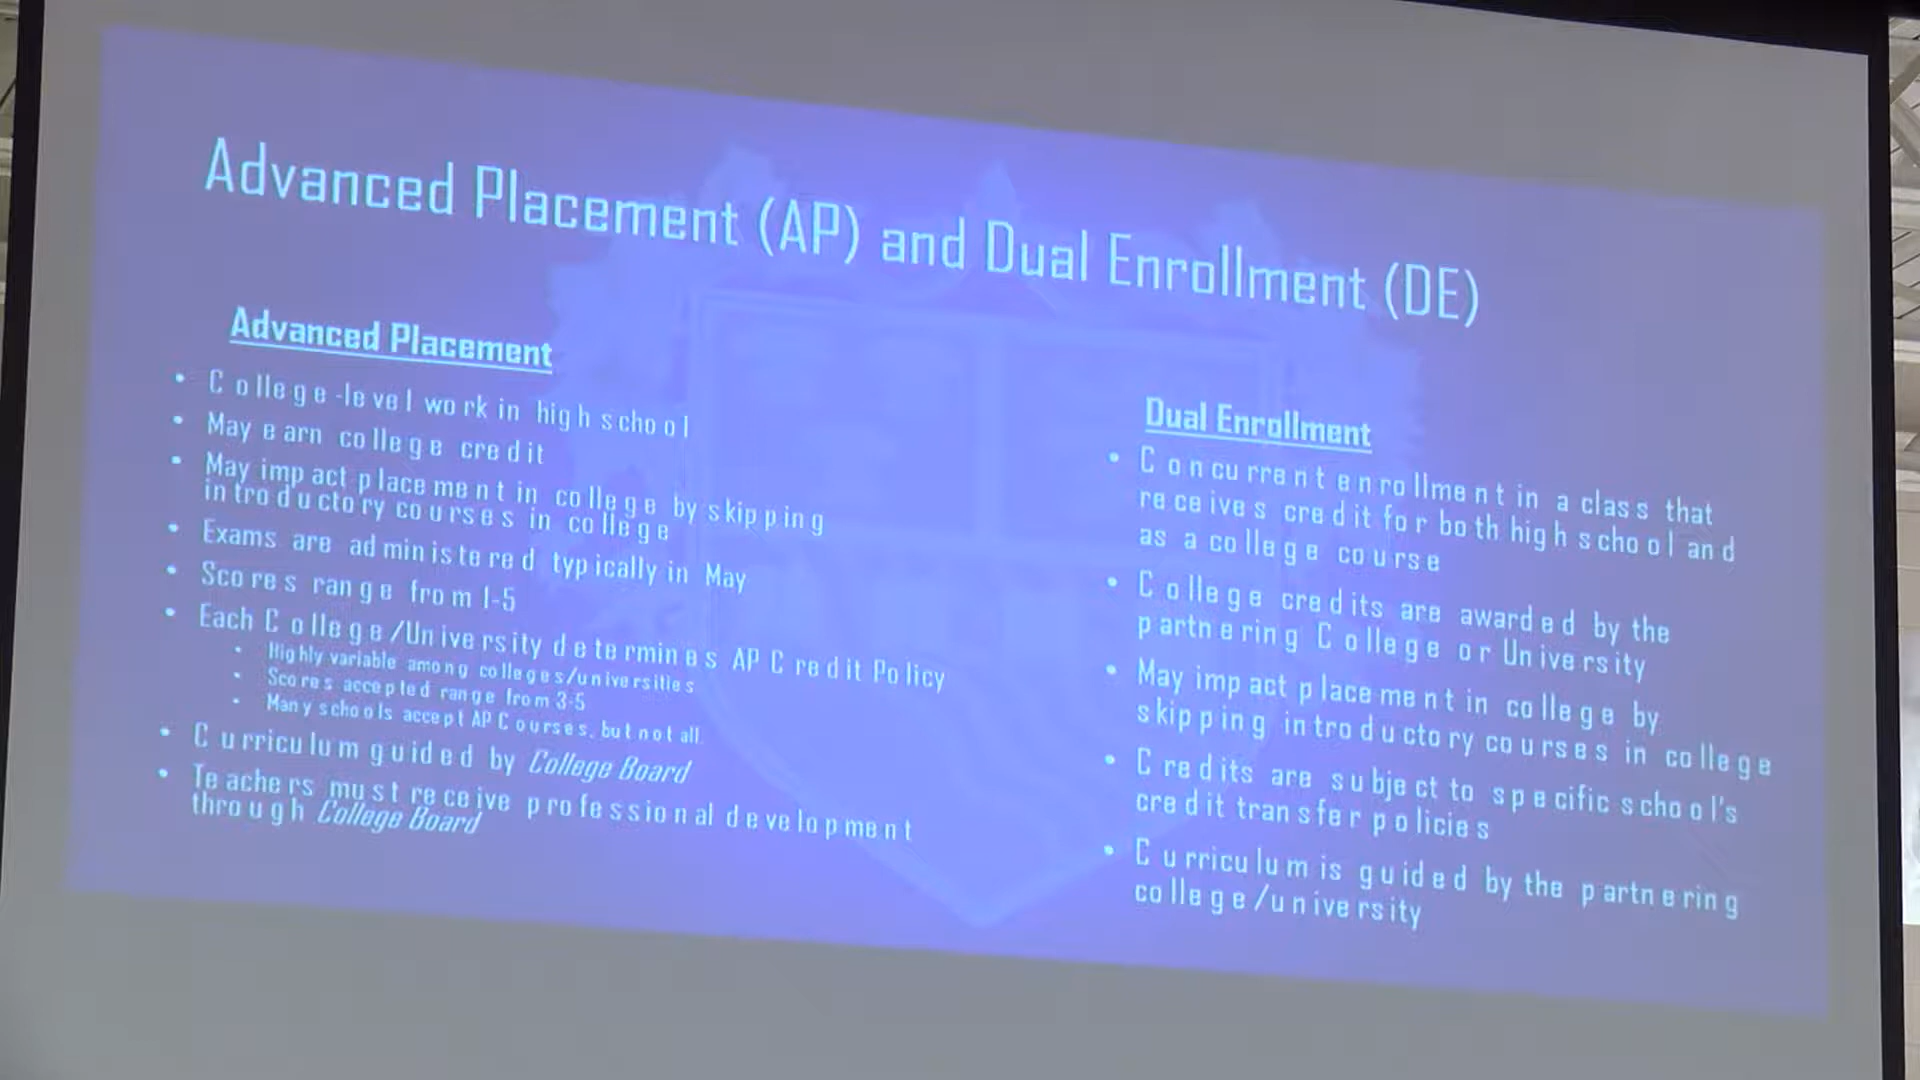 Advanced Placement (AP) and Dual Enrollment (DE)
Advanced Placement
• College-level work in high school
• May earn college credit
• May impact placement in college by skipping
introductory courses in college
• Exams are administered typically in May
• Scores range from 1-5
• Each College/University determines AP Credit Policy
• Highly variable among colleges/universities
• Scores accepted range from 3-5
• Many schools accept AP Courses, but not all.
• Curriculum guided by College Board
• Teachers must receive professional development
through College Board
Dual Enrollment
• Concurrent enrollment in a class that
receives credit for both high school and
as a college course
• College credits are awarded by the
partnering College or University
• May impact placement in college by
skipping introductory courses in college
• Credits are subject to specific school's
credit transfer policies
• Curriculum is guided by the partnering
college/university